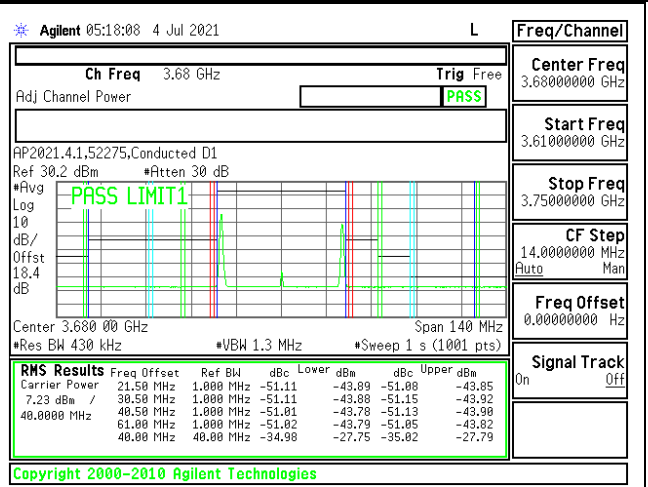 Agilent 05:18:08 4 Jul 2021 L
Ch Freq 3.68 GHz Trig Free
Adj Channel Power PASS
AP2021.4.1,52275,Conducted D1
Ref 30.2 dBm #Atten 30 dB
#Avg
Log
10
dB/
Offst
18.4
dB
PASS LIMIT1
Center 3.680 00 GHz Span 140 MHz
#Res BW 430 kHz #VBW 1.3 MHz #Sweep 1 s (1001 pts)
RMS Results Freq Offset Ref BW dBc Lower dBm dBc Upper dBm
Carrier Power 21.50 MHz 1.000 MHz -51.11 -43.89 -51.08 -43.85
7.23 dBm / 30.50 MHz 1.000 MHz -51.11 -43.88 -51.15 -43.92
40.0000 MHz 40.50 MHz 1.000 MHz -51.01 -43.78 -51.13 -43.90
61.00 MHz 1.000 MHz -51.02 -43.79 -51.05 -43.82
40.00 MHz 40.00 MHz -34.98 -27.75 -35.02 -27.79
Copyright 2000-2010 Agilent Technologies
Freq/Channel
Center Freq
3.68000000 GHz
Start Freq
3.61000000 GHz
Stop Freq
3.75000000 GHz
CF Step
14.0000000 MHz
Auto Man
Freq Offset
0.00000000 Hz
Signal Track
On Off